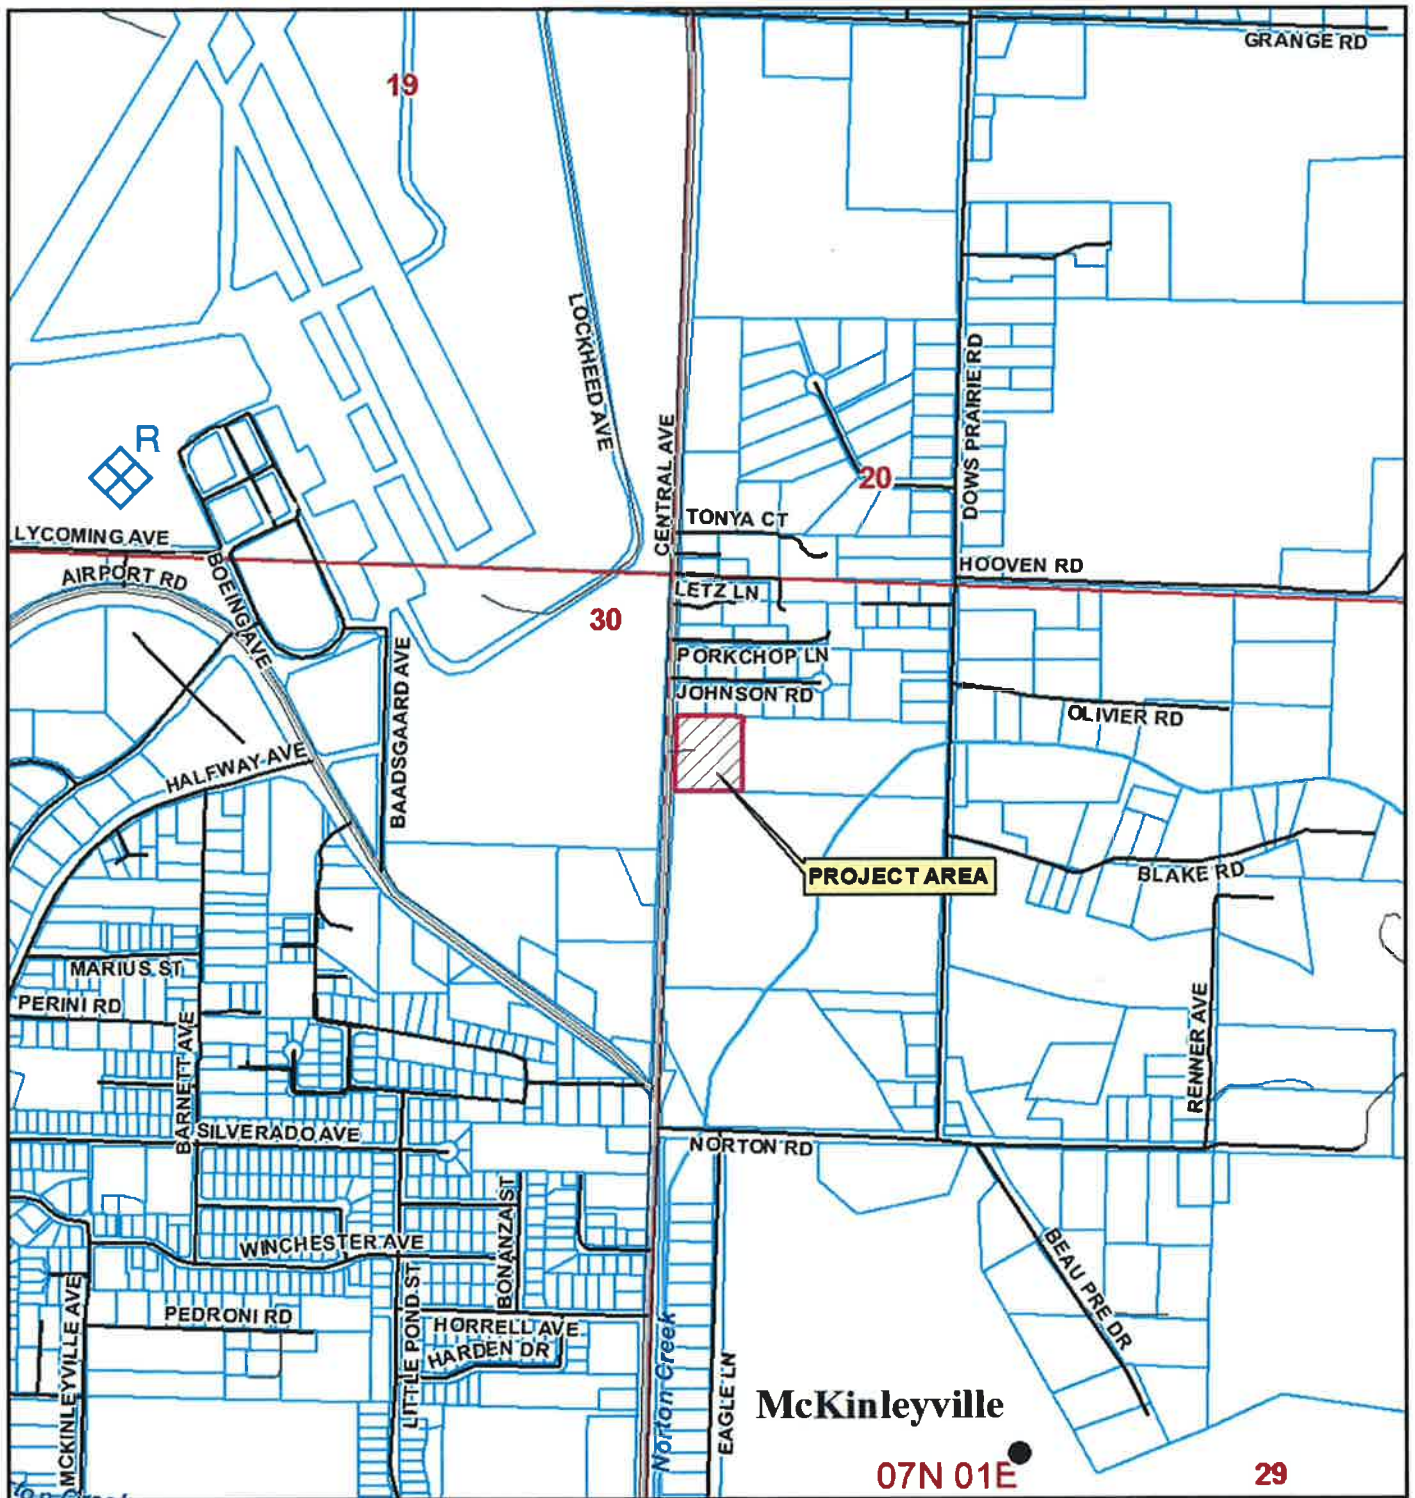 GRANGE RD
19
LOCKHEED AVE
CENTRAL AVE
DOWS PRAIRIE RD
R
20
TONYA CT
LYCOMING AVE
HOOVEN RD
AIRPORT RD
BOEING AVE
LETZ LN
30
PORKCHOP LN
JOHNSON RD
OLIVIER RD
BAADSGAARD AVE
HALFWAY AVE
PROJECT AREA
BLAKE RD
MARIUS ST
PERINI RD
BARNETT AVE
RENNER AVE
SILVERADO AVE
NORTON RD
BONANZA ST
WINCHESTER AVE
BEAU PRE DR
MCKINLEYVILLE AVE
PEDRONI RD
LITTLE POND ST
HORRELL AVE
HARDEN DR
Norton Creek
EAGLE LN
McKinleyville
07N 01E
29